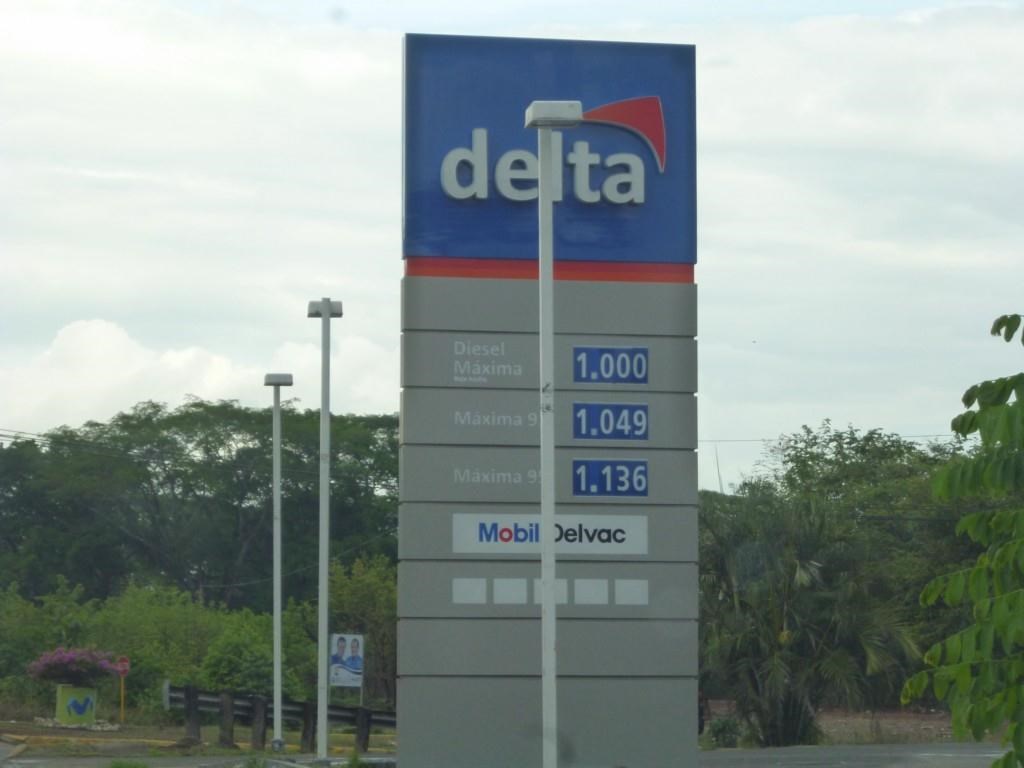 delta
Diesel
Máxima
1.000
Máxima 9
1.049
Máxima 9
1.136
Mobil Delvac